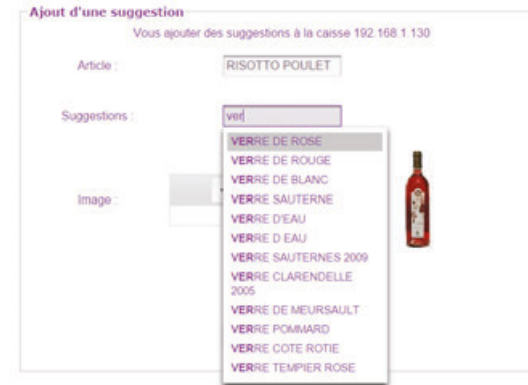 Ajout d'une suggestion
Vous ajouter des suggestions à la caisse 192.168.1.130
Article : RISOTTO POULET
Suggestions : ver
VERRE DE ROSE
VERRE DE ROUGE
VERRE DE BLANC
Image : VERRE SAUTERNE
VERRE D'EAU
VERRE D EAU
VERRE SAUTERNES 2009
VERRE CLARENDELLE
2005
VERRE DE MEURSAULT
VERRE POMMARD
VERRE COTE ROTIE
VERRE TEMPIER ROSE